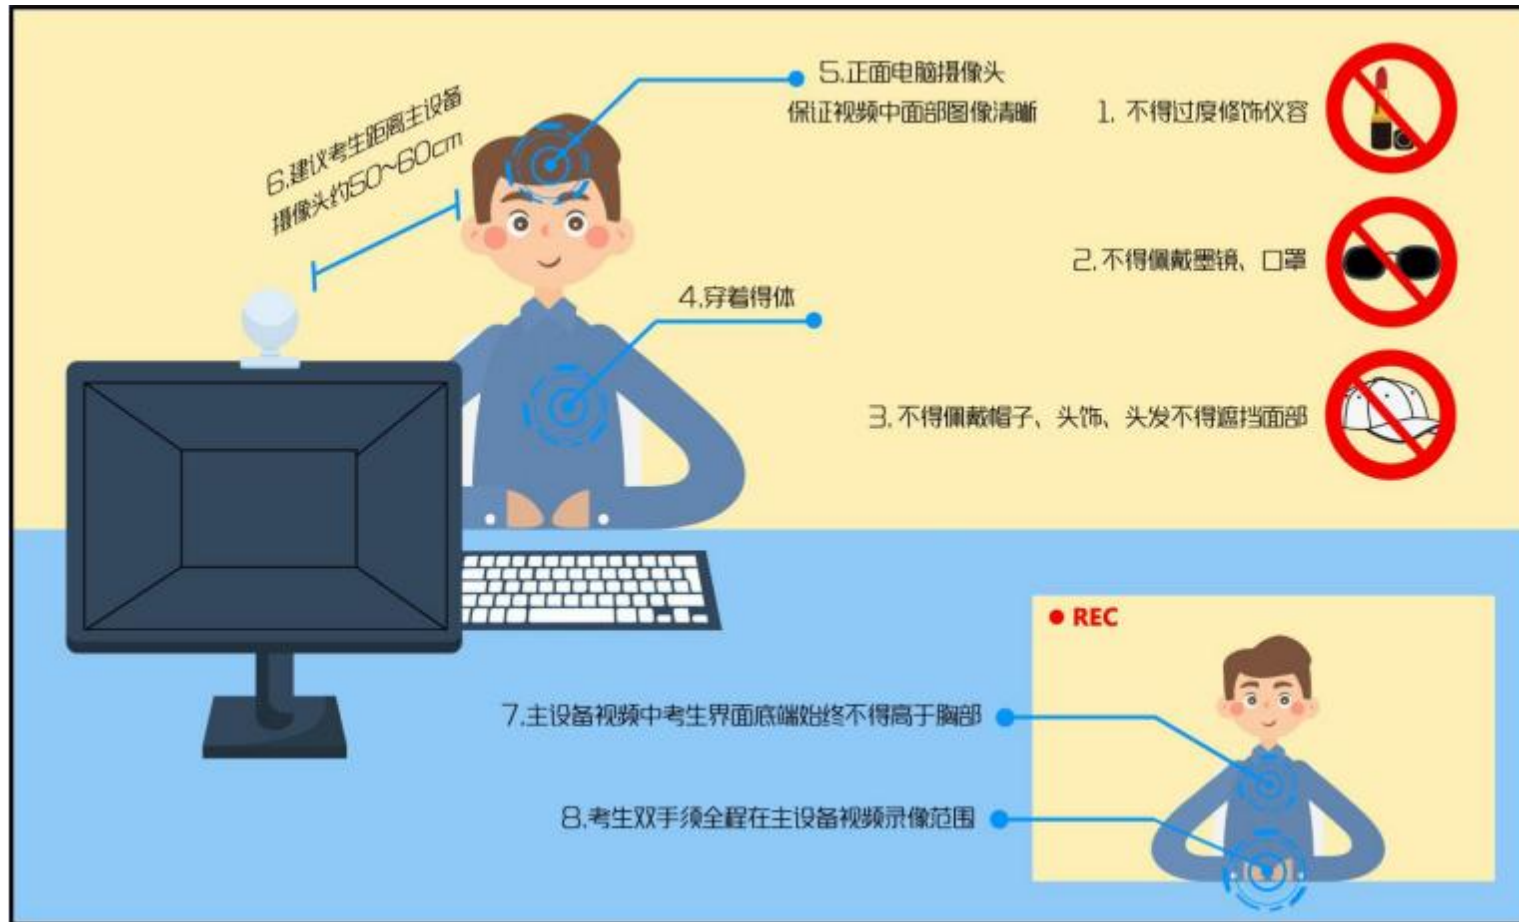 5.正面电脑摄像头
保证视频中面部图像清晰
1. 不得过度修饰仪容
6.建议考生距离主设备
摄像头约50~60cm
2. 不得佩戴墨镜、口罩
4.穿着得体
3. 不得佩戴帽子、头饰、头发不得遮挡面部
REC
7.主设备视频中考生界面底端始终不得高于胸部
8.考生双手须全程在主设备视频录像范围